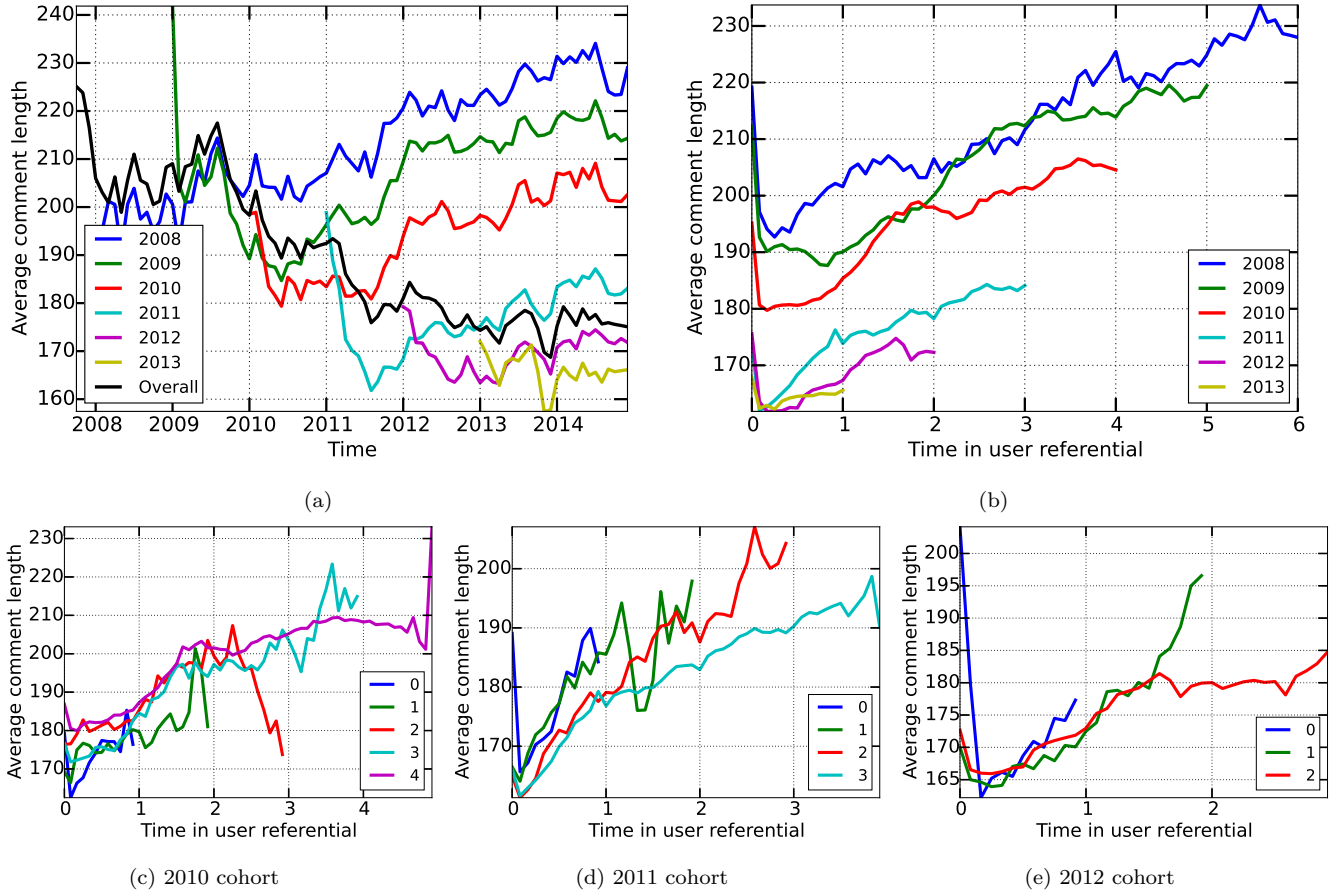 Average comment length
240
230
220
210
200
190
180
170
160
2008
2009
2010
2011
2012
2013
Overall
2008 2009 2010 2011 2012 2013 2014
Time
(a)
Average comment length
230
220
210
200
190
180
170
2008
2009
2010
2011
2012
2013
0 1 2 3 4 5 6
Time in user referential
(b)
Average comment length
230
220
210
200
190
180
170
0
1
2
3
4
0 1 2 3 4
Time in user referential
(c) 2010 cohort
Average comment length
200
190
180
170
0
1
2
3
0 1 2 3
Time in user referential
(d) 2011 cohort
Average comment length
200
195
190
185
180
175
170
165
0
1
2
0 1 2
Time in user referential
(e) 2012 cohort